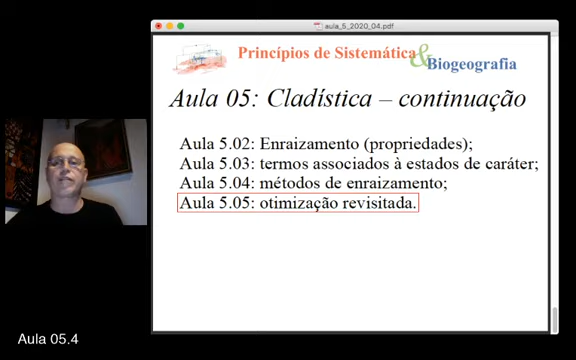 aula_5_2020_04.pdf
Princípios de Sistemática
& Biogeografia
Aula 05: Cladística – continuação
Aula 5.02: Enraizamento (propriedades);
Aula 5.03: termos associados à estados de caráter;
Aula 5.04: métodos de enraizamento;
Aula 5.05: otimização revisitada.
Aula 05.4